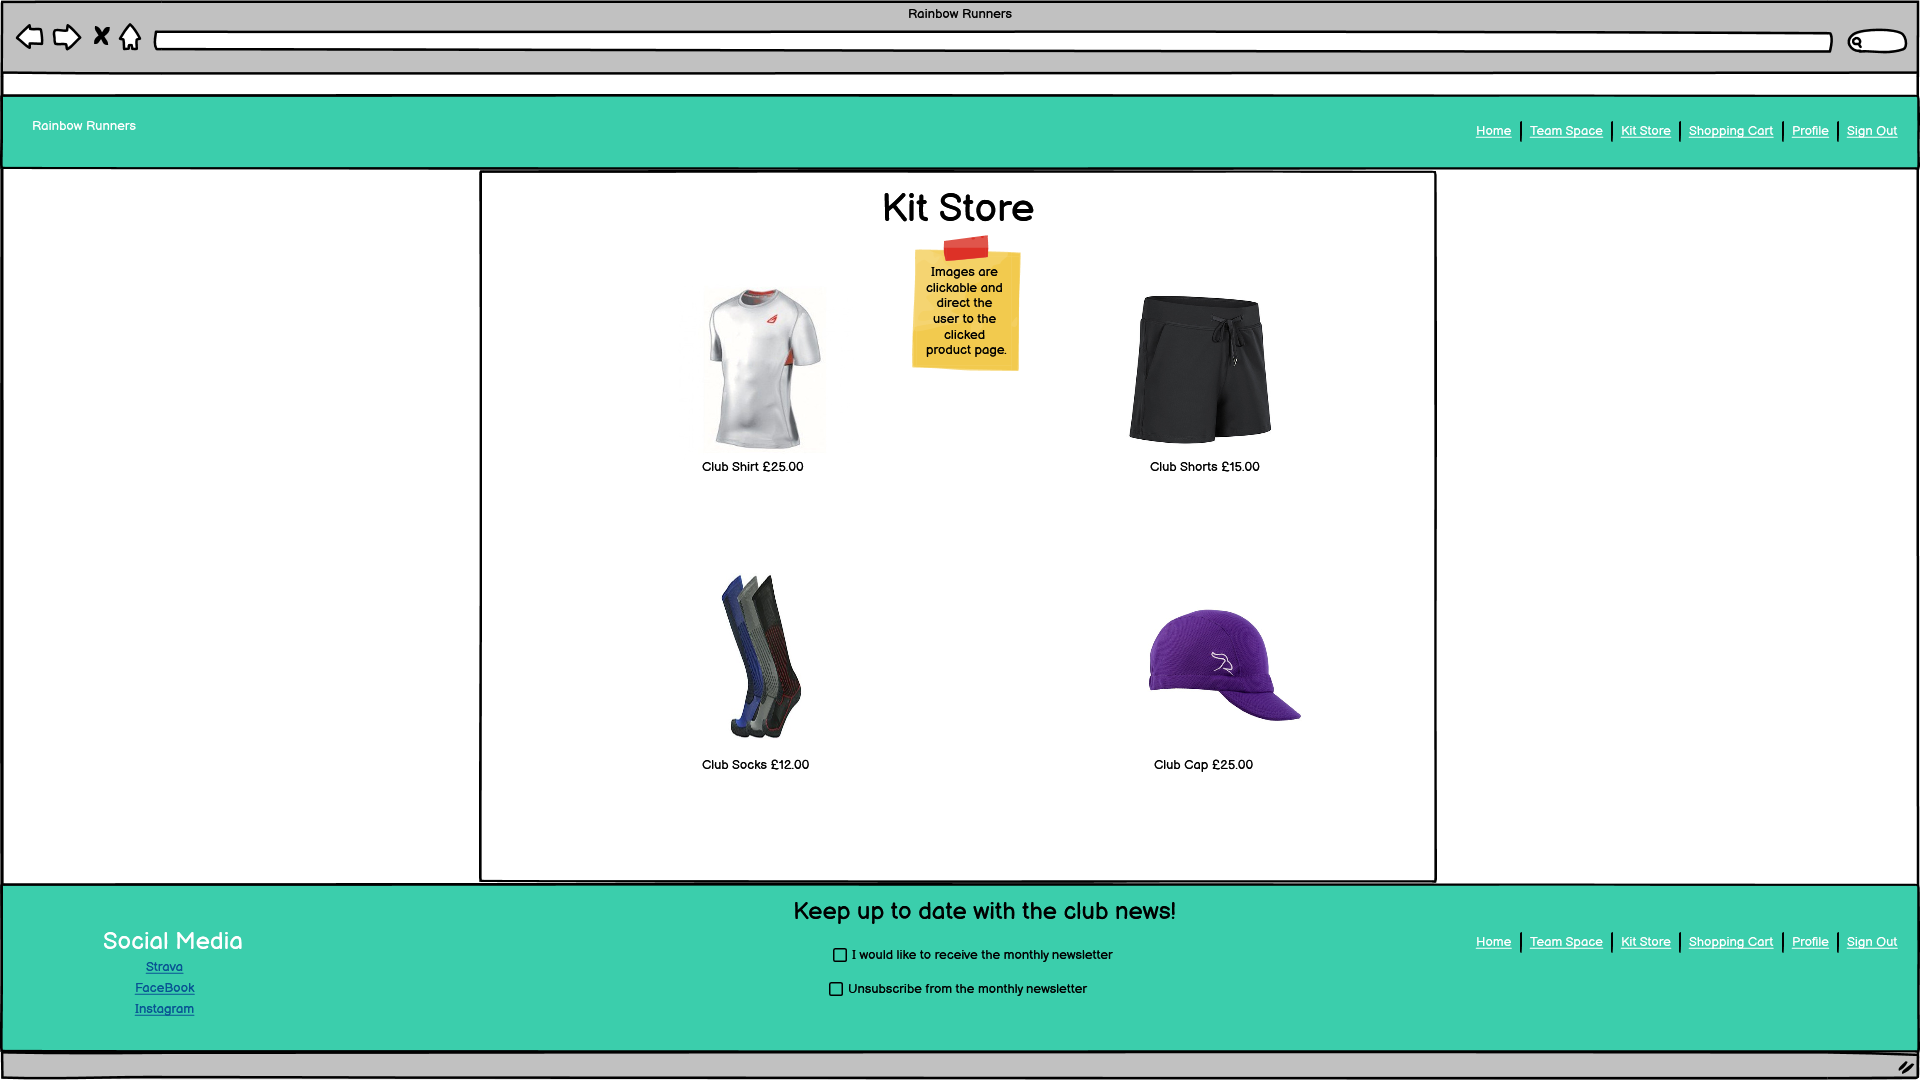 Rainbow Runners
Rainbow Runners
Home Team Space Kit Store Shopping Cart Profile Sign Out
Kit Store
Images are
clickable and
direct the
user to the
clicked
product page.
Club Shirt £25.00
Club Shorts £15.00
Club Socks £12.00
Club Cap £25.00
Keep up to date with the club news!
Social Media
Strava
FaceBook
Instagram
I would like to receive the monthly newsletter
Unsubscribe from the monthly newsletter
Home Team Space Kit Store Shopping Cart Profile Sign Out